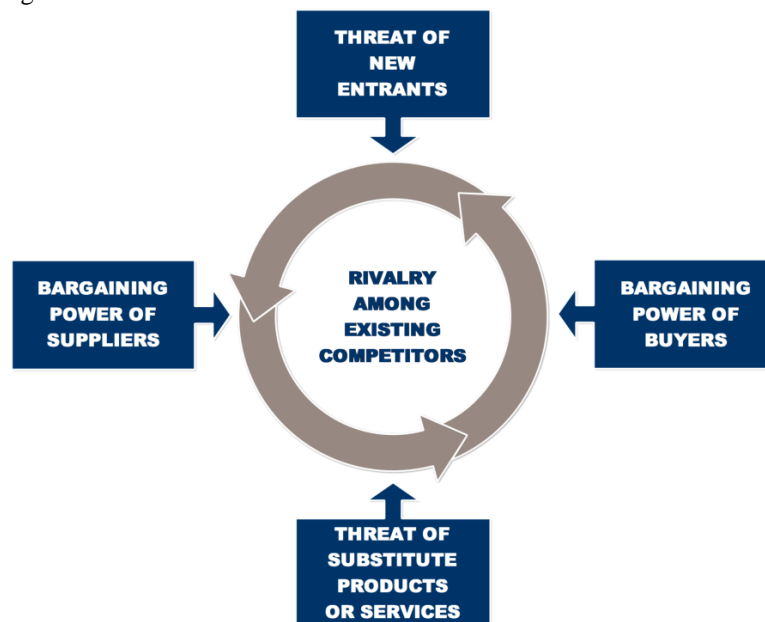 THREAT OF
NEW
ENTRANTS
BARGAINING
POWER OF
SUPPLIERS
RIVALRY
AMONG
EXISTING
COMPETITORS
BARGAINING
POWER OF
BUYERS
THREAT OF
SUBSTITUTE
PRODUCTS
OR SERVICES